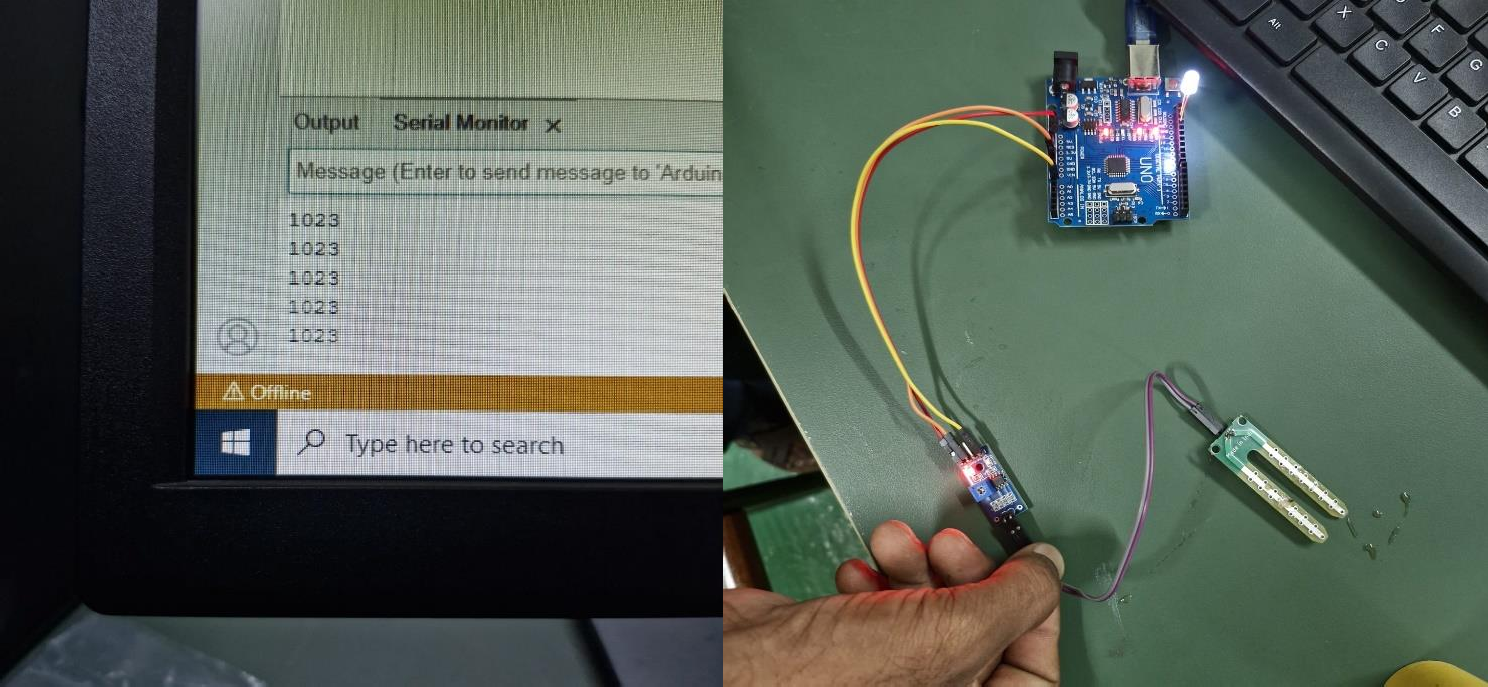 Output Serial Monitor
Message (Enter to send message to 'Arduin
1023
1023
1023
1023
1023
Offline
Type here to search
UNO
Alt
X
C
V
B
F
G